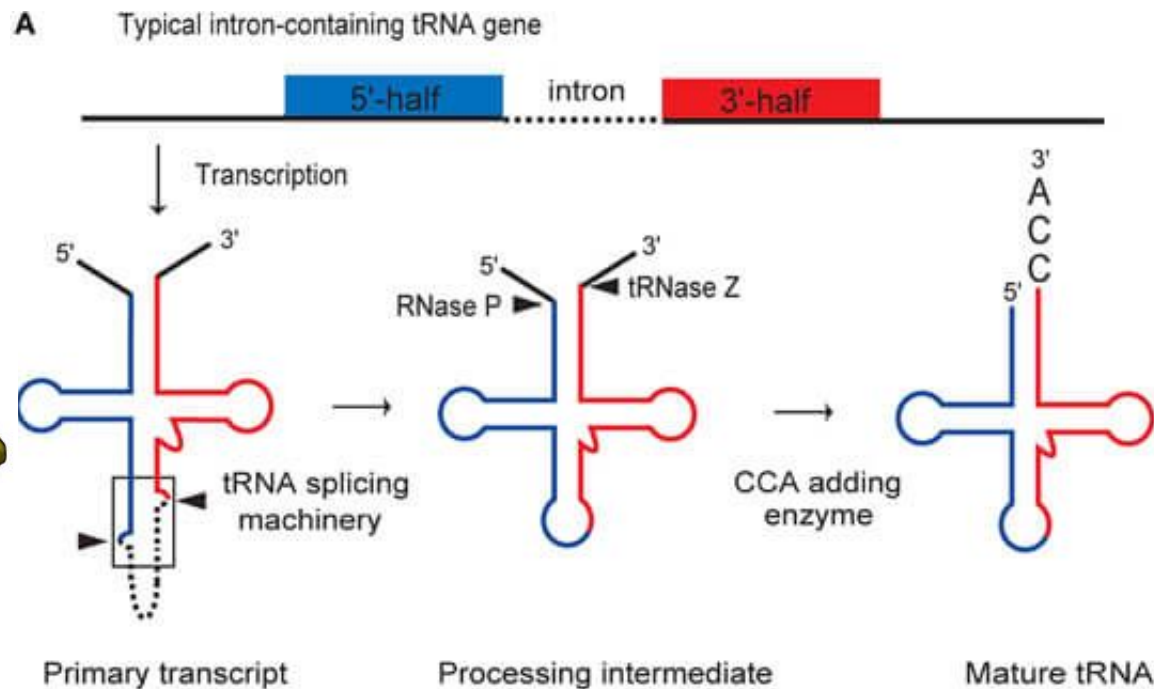 A Typical intron-containing tRNA gene
5'-half intron 3'-half
Transcription
5' 3'
tRNA splicing
machinery
Primary transcript
5' 3'
RNase P tRNase Z
CCA adding
enzyme
Processing intermediate
3'
A
C
C
5'
Mature tRNA